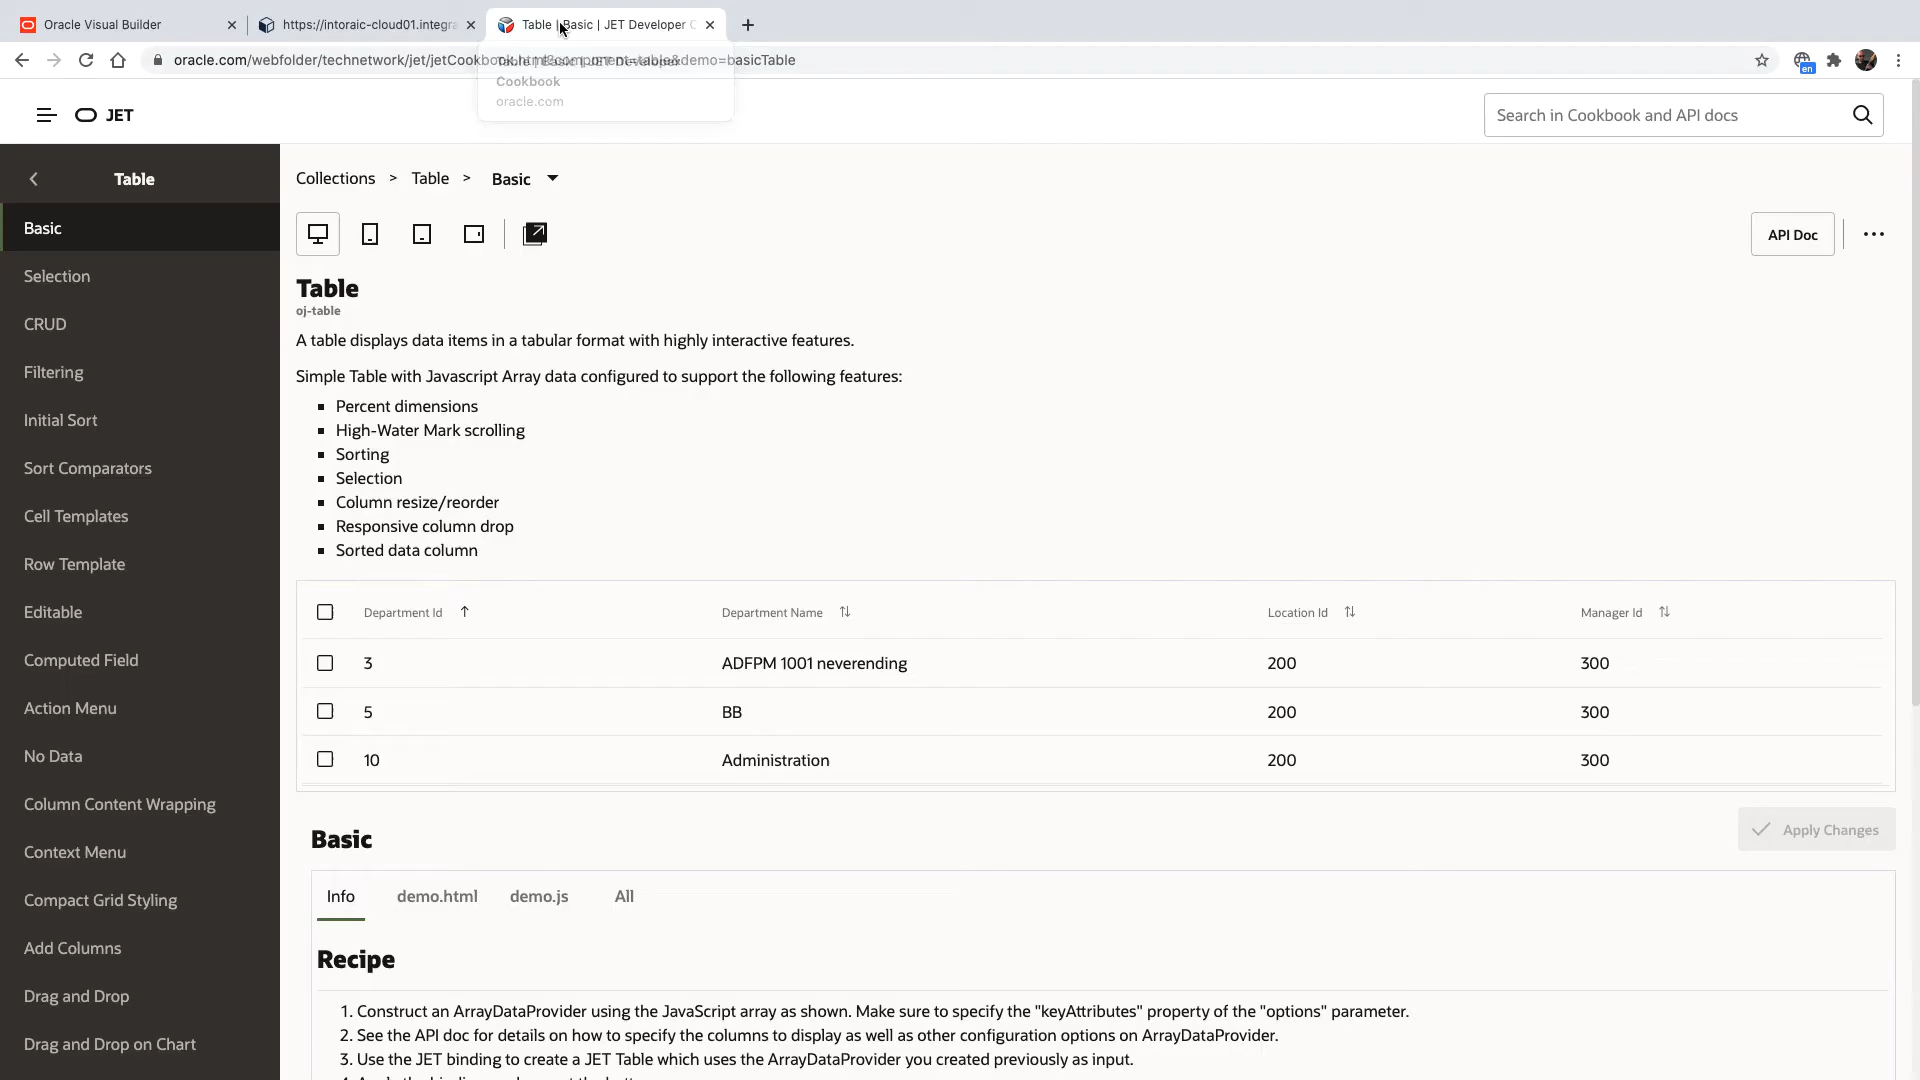 Oracle Visual Builder
https://intoraic-cloud01.integra
Table | Basic | JET Developer C
oracle.com/webfolder/technetwork/jet/jetCookbook.html?component=table&demo=basicTable
Table | Basic | JET Developer
Cookbook
oracle.com
en
JET
Search in Cookbook and API docs
Table
Basic
Selection
CRUD
Filtering
Initial Sort
Sort Comparators
Cell Templates
Row Template
Editable
Computed Field
Action Menu
No Data
Column Content Wrapping
Context Menu
Compact Grid Styling
Add Columns
Drag and Drop
Drag and Drop on Chart
Collections > Table > Basic
API Doc
Table
oj-table
A table displays data items in a tabular format with highly interactive features.
Simple Table with Javascript Array data configured to support the following features:
Percent dimensions
High-Water Mark scrolling
Sorting
Selection
Column resize/reorder
Responsive column drop
Sorted data column
Department Id Department Name Location Id Manager Id
3 ADFPM 1001 neverending 200 300
5 BB 200 300
10 Administration 200 300
Basic
Apply Changes
Info demo.html demo.js All
Recipe
1. Construct an ArrayDataProvider using the JavaScript array as shown. Make sure to specify the "keyAttributes" property of the "options" parameter.
2. See the API doc for details on how to specify the columns to display as well as other configuration options on ArrayDataProvider.
3. Use the JET binding to create a JET Table which uses the ArrayDataProvider you created previously as input.